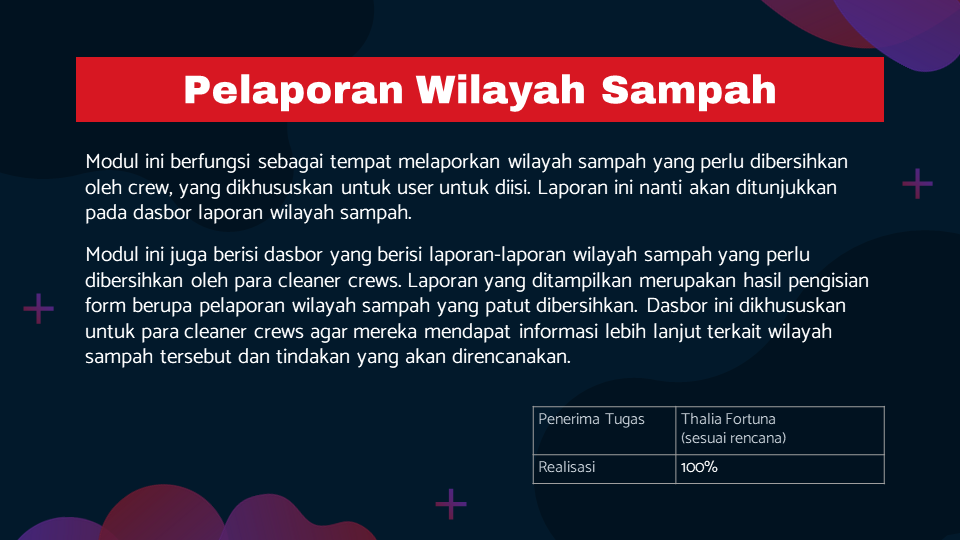 Pelaporan Wilayah Sampah
Modul ini berfungsi sebagai tempat melaporkan wilayah sampah yang perlu dibersihkan
oleh crew, yang dikhususkan untuk user untuk diisi. Laporan ini nanti akan ditunjukkan
pada dasbor laporan wilayah sampah.
Modul ini juga berisi dasbor yang berisi laporan-laporan wilayah sampah yang perlu
dibersihkan oleh para cleaner crews. Laporan yang ditampilkan merupakan hasil pengisian
form berupa pelaporan wilayah sampah yang patut dibersihkan. Dasbor ini dikhususkan
untuk para cleaner crews agar mereka mendapat informasi lebih lanjut terkait wilayah
sampah tersebut dan tindakan yang akan direncanakan.
Penerima Tugas
Thalia Fortuna
(sesuai rencana)
Realisasi
100%